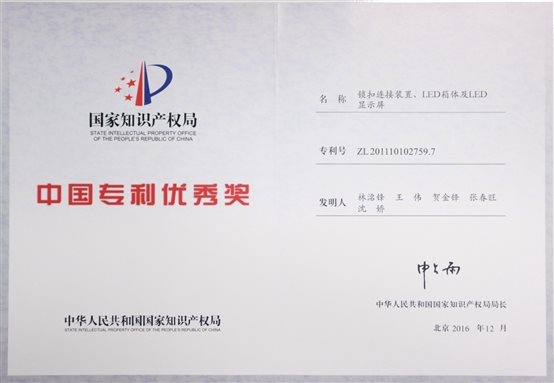 国家知识产权局
STATE INTELLECTUAL PROPERTY OFFICE
OF THE PEOPLE'S REPUBLIC OF CHINA
中国专利优秀奖
中华人民共和国国家知识产权局
STATE INTELLECTUAL PROPERTY OFFICE OF THE PEOPLE'S REPUBLIC OF CHINA
名 称 锁扣连接装置、LED箱体及LED
显示屏
专利号 ZL 201110102759.7
发明人 林洺锋 王 伟 贺金锋 张春旺
沈 娇
申长雨
中华人民共和国国家知识产权局局长
北京 2016 年 12 月